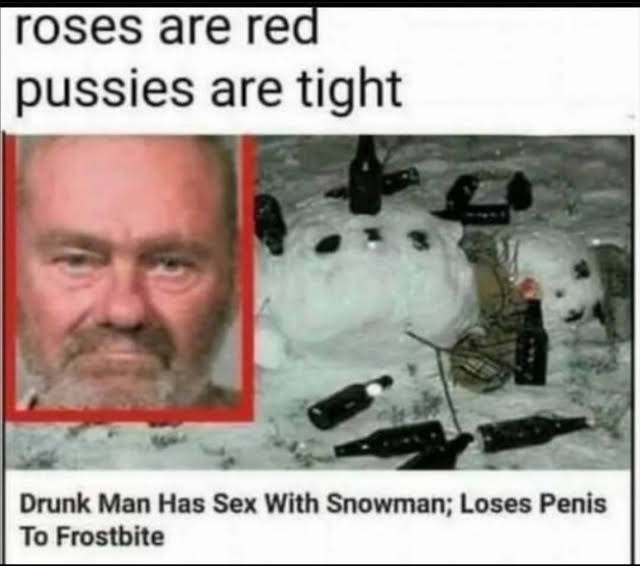 roses are red
pussies are tight
Drunk Man Has Sex With Snowman; Loses Penis
To Frostbite